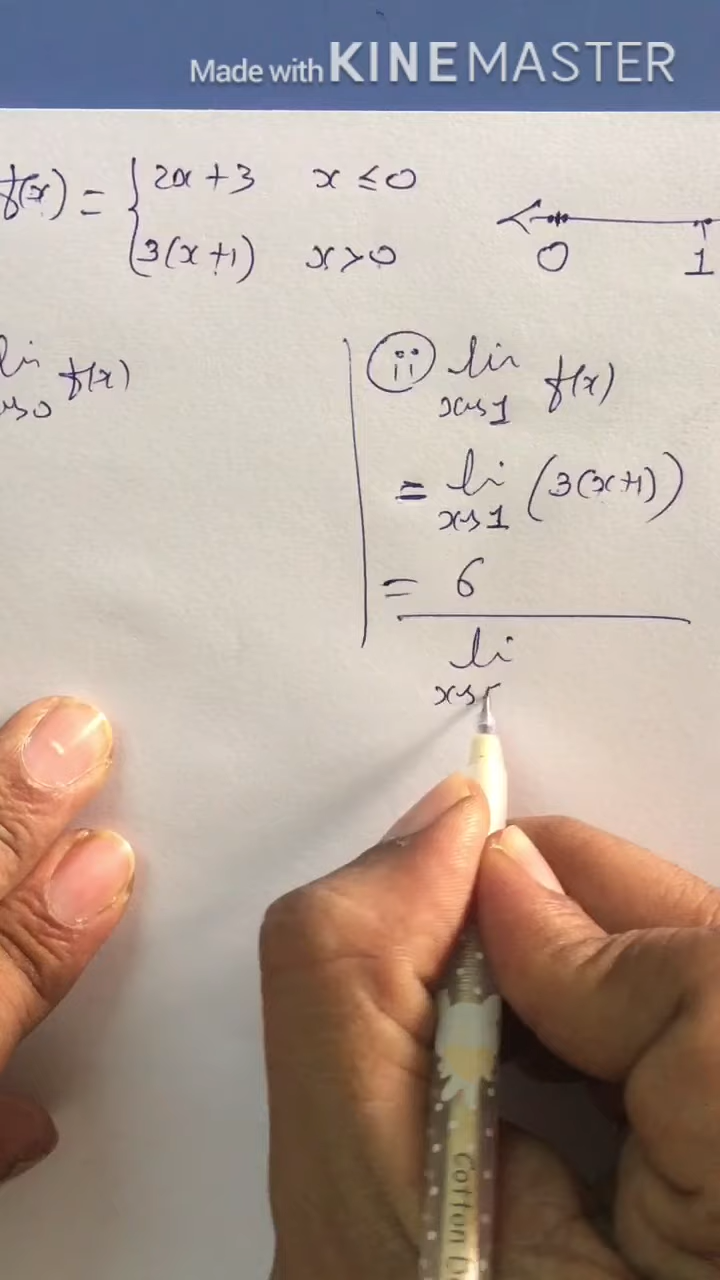 Made with KINEMASTER
f(x) = { 2x + 3 x ≤ 0
3(x+1) x > 0
0 1
lim f(x)
x→0
(ii) lim f(x)
x→1
= lim (3(x+1))
x→1
= 6
lim
x→
Cotton